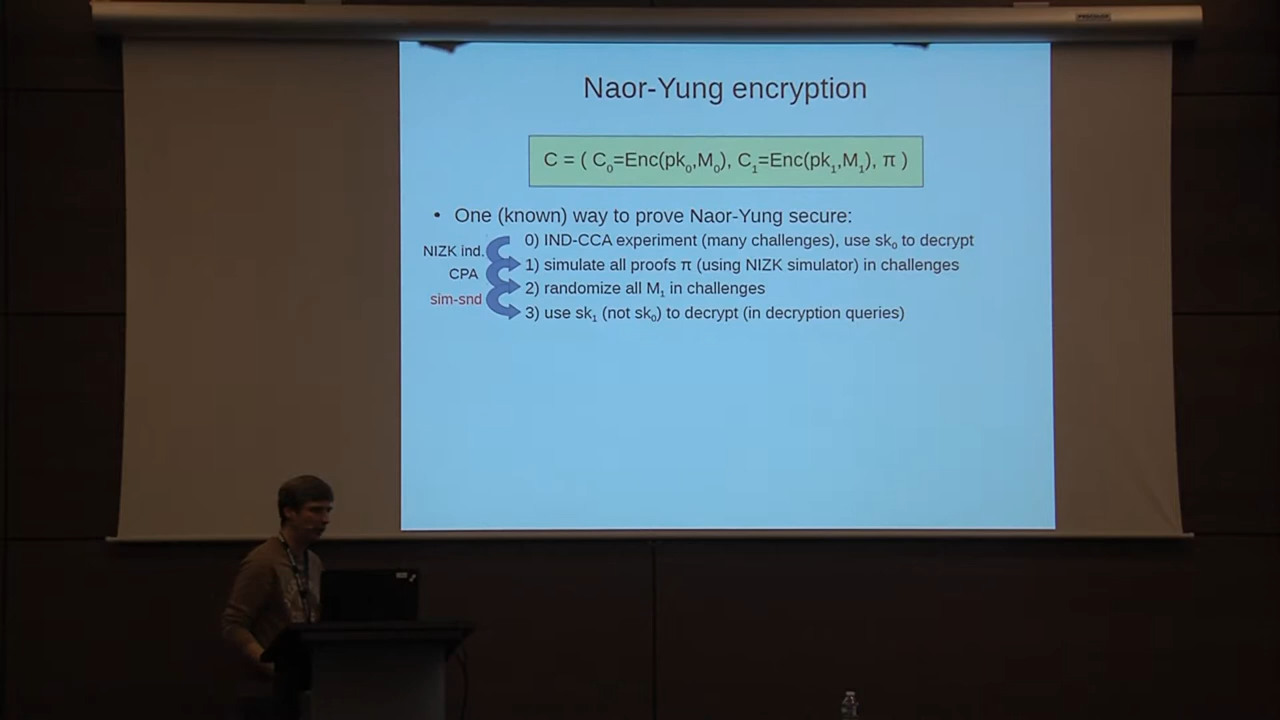 Naor-Yung encryption
C = ( C₀=Enc(pk₀,M₀), C₁=Enc(pk₁,M₁), π )
• One (known) way to prove Naor-Yung secure:
0) IND-CCA experiment (many challenges), use sk₀ to decrypt
NIZK ind.
1) simulate all proofs π (using NIZK simulator) in challenges
CPA
2) randomize all M₁ in challenges
sim-snd
3) use sk₁ (not sk₀) to decrypt (in decryption queries)